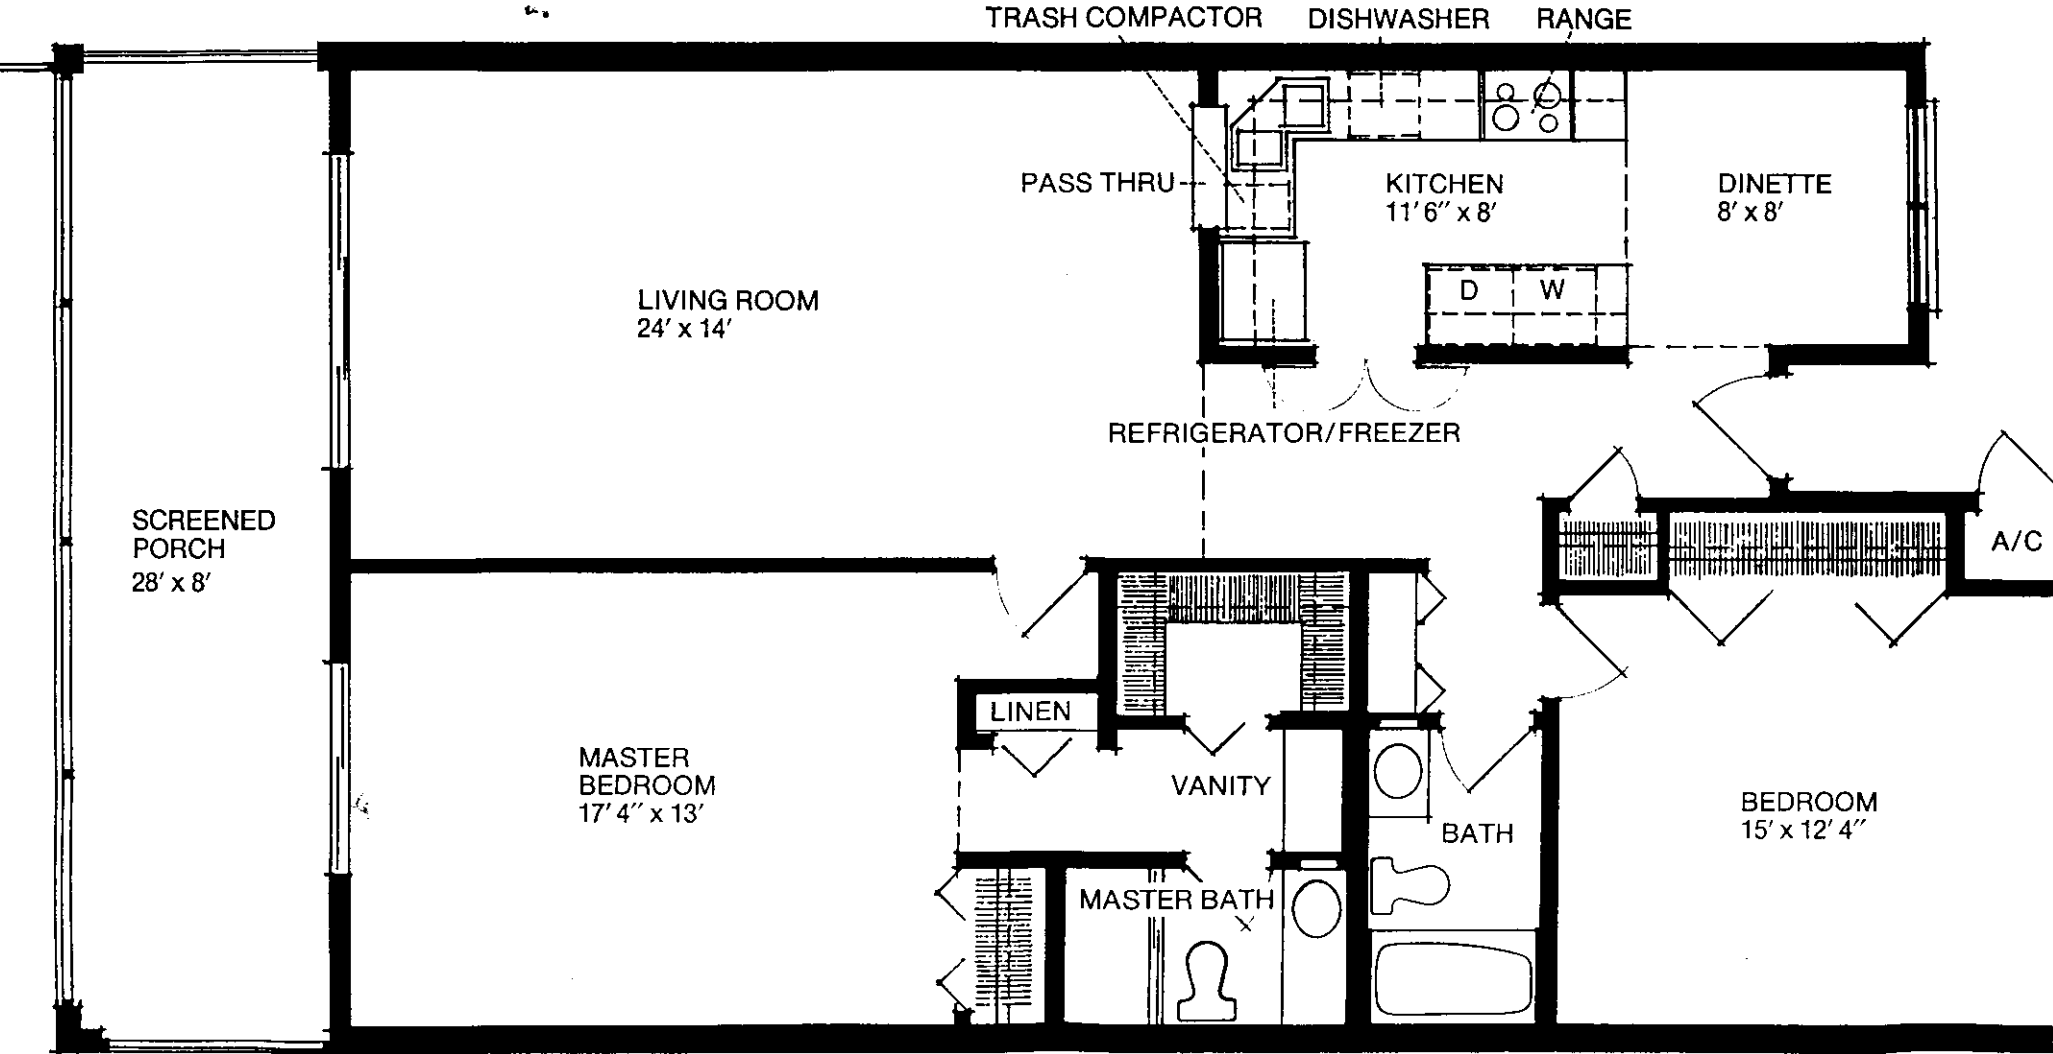 TRASH COMPACTOR
DISHWASHER
RANGE
PASS THRU
KITCHEN
11' 6" x 8'
DINETTE
8' x 8'
D
W
LIVING ROOM
24' x 14'
REFRIGERATOR/FREEZER
SCREENED
PORCH
28' x 8'
A/C
LINEN
MASTER
BEDROOM
17' 4" x 13'
VANITY
BATH
BEDROOM
15' x 12' 4"
MASTER BATH